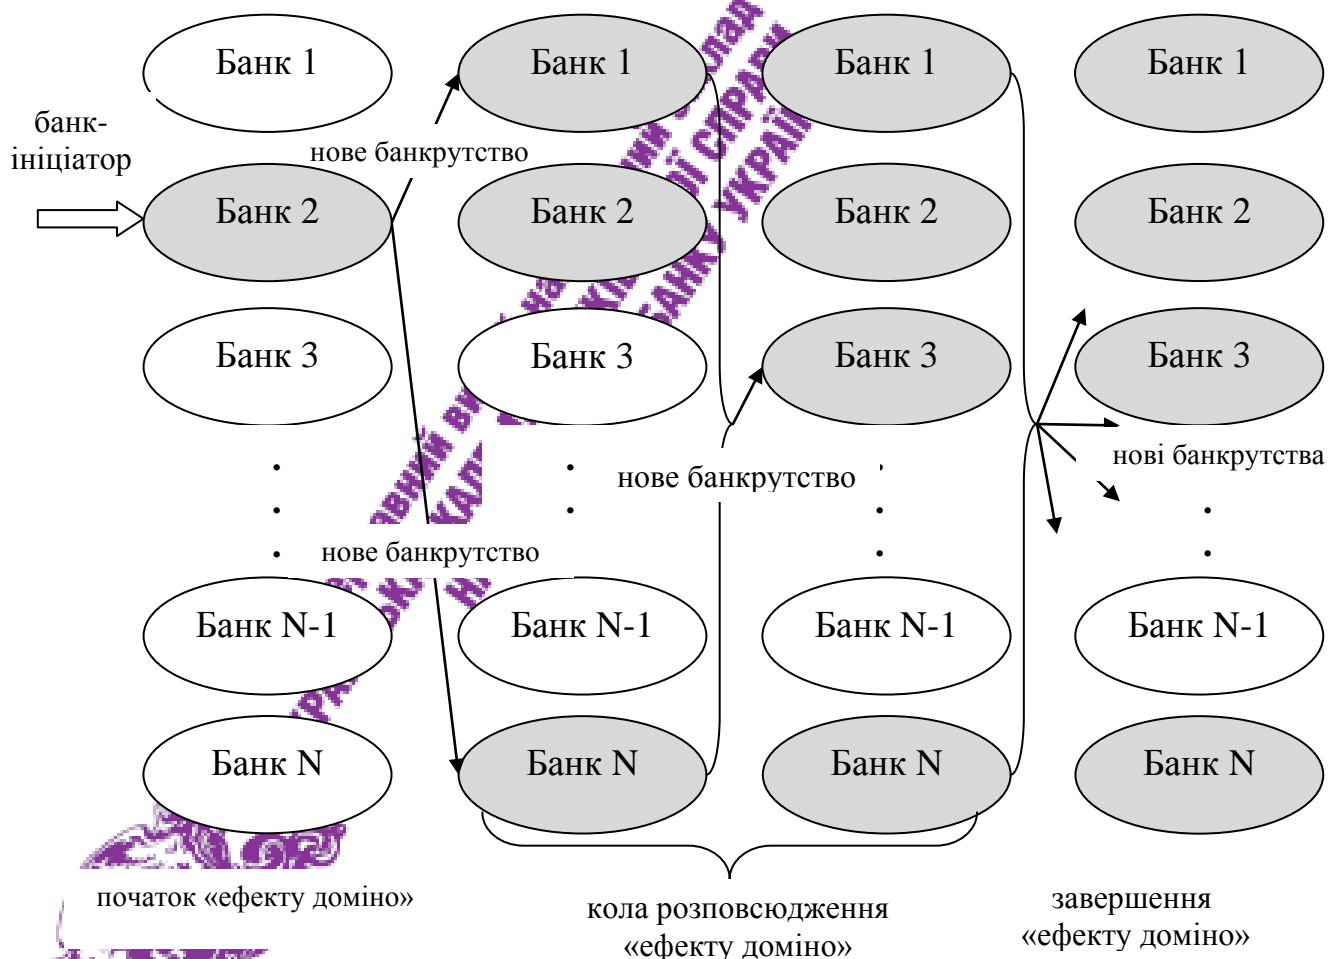 Банк 1
Банк 1
Банк 1
Банк 1
банк-
ініціатор
нове банкрутство
Банк 2
Банк 2
Банк 2
Банк 2
Банк 3
Банк 3
Банк 3
Банк 3
нове банкрутство
нові банкрутства
нове банкрутство
Банк N-1
Банк N-1
Банк N-1
Банк N-1
Банк N
Банк N
Банк N
Банк N
початок «ефекту доміно»
кола розповсюдження
«ефекту доміно»
завершення
«ефекту доміно»
БАНКУ УКРАЇ